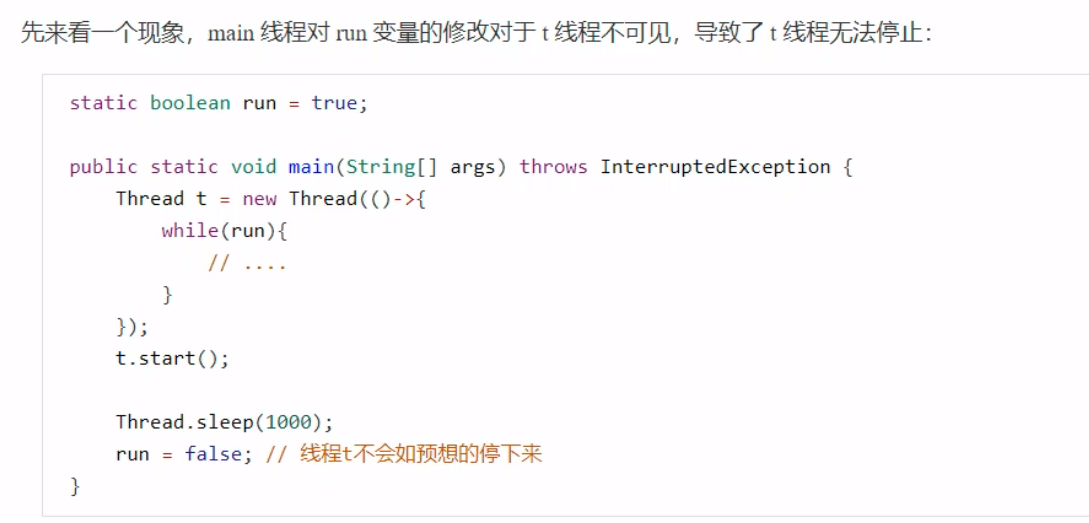 先来看一个现象，main 线程对 run 变量的修改对于 t 线程不可见，导致了 t 线程无法停止：
static boolean run = true;
public static void main(String[] args) throws InterruptedException {
    Thread t = new Thread(()->{
        while(run){
            // ....
        }
    });
    t.start();
    Thread.sleep(1000);
    run = false; // 线程t不会如预想的停下来
}